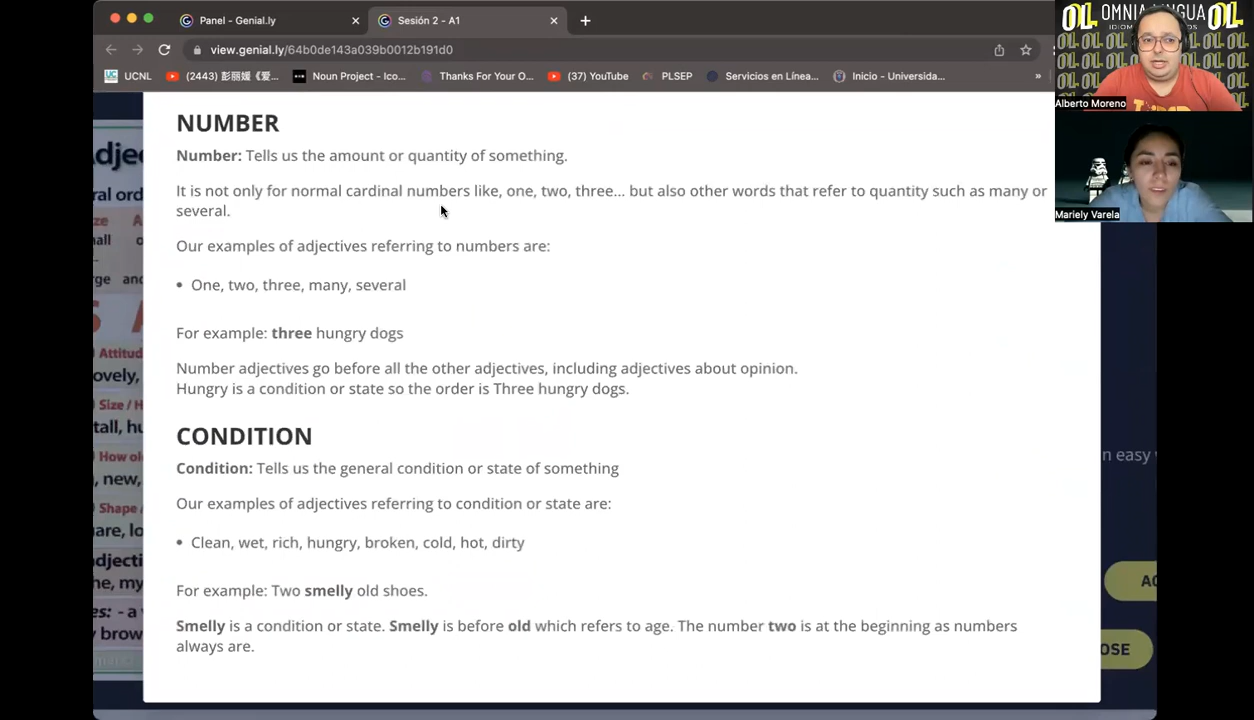 Panel - Genial.ly
Sesión 2 - A1
view.genial.ly/64b0de143a039b0012b191d0
UCNL
(2443) 彭丽媛《爱...
Noun Project - Ico...
Thanks For Your O...
(37) YouTube
PLSEP
Servicios en Línea...
Inicio - Universida...
»
OMNIA LINGUA
OL
Alberto Moreno
Mariely Varela
NUMBER
Number: Tells us the amount or quantity of something.
It is not only for normal cardinal numbers like, one, two, three... but also other words that refer to quantity such as many or
several.
Our examples of adjectives referring to numbers are:
• One, two, three, many, several
For example: three hungry dogs
Number adjectives go before all the other adjectives, including adjectives about opinion.
Hungry is a condition or state so the order is Three hungry dogs.
CONDITION
Condition: Tells us the general condition or state of something
Our examples of adjectives referring to condition or state are:
• Clean, wet, rich, hungry, broken, cold, hot, dirty
For example: Two smelly old shoes.
Smelly is a condition or state. Smelly is before old which refers to age. The number two is at the beginning as numbers
always are.